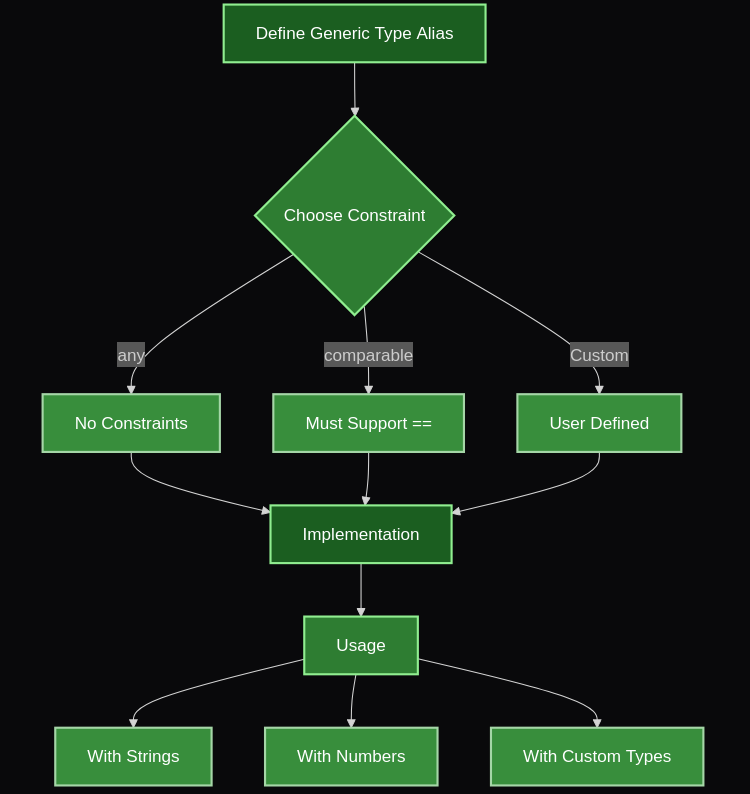 Define Generic Type Alias
Choose Constraint
any
comparable
Custom
No Constraints
Must Support ==
User Defined
Implementation
Usage
With Strings
With Numbers
With Custom Types